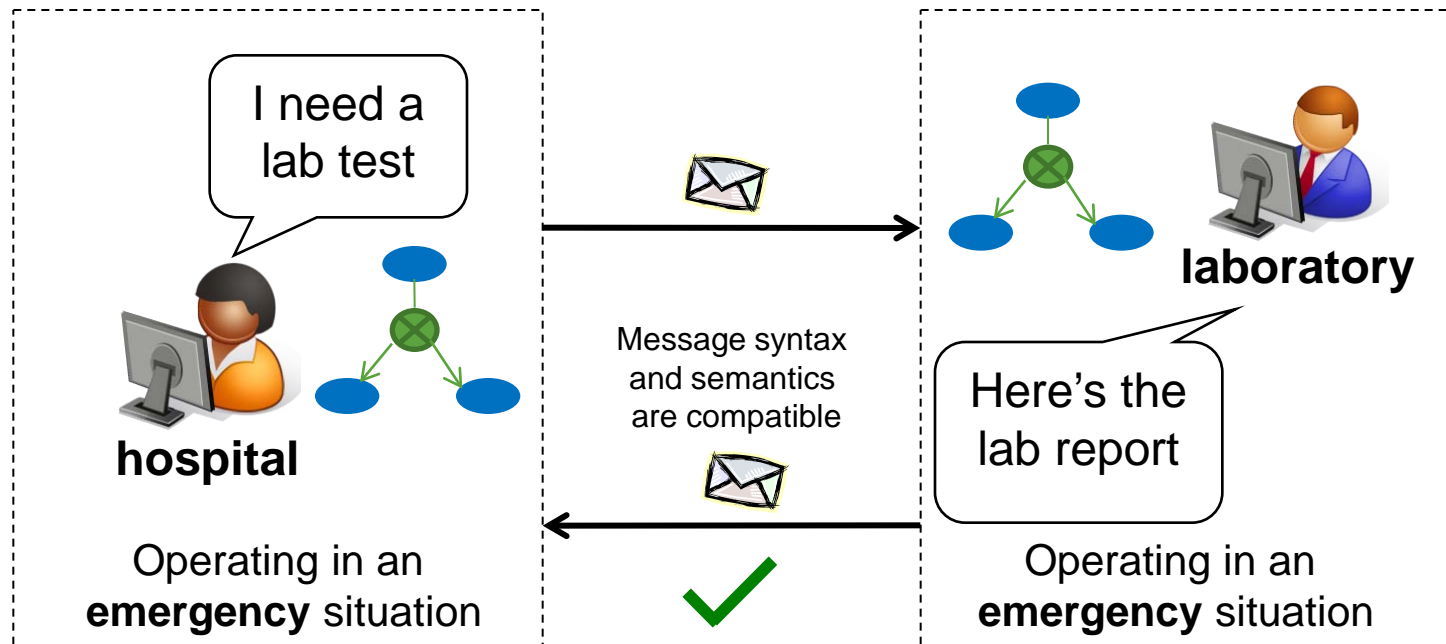 I need a
lab test
hospital
Operating in an
emergency situation
Message syntax
and semantics
are compatible
laboratory
Here’s the
lab report
Operating in an
emergency situation